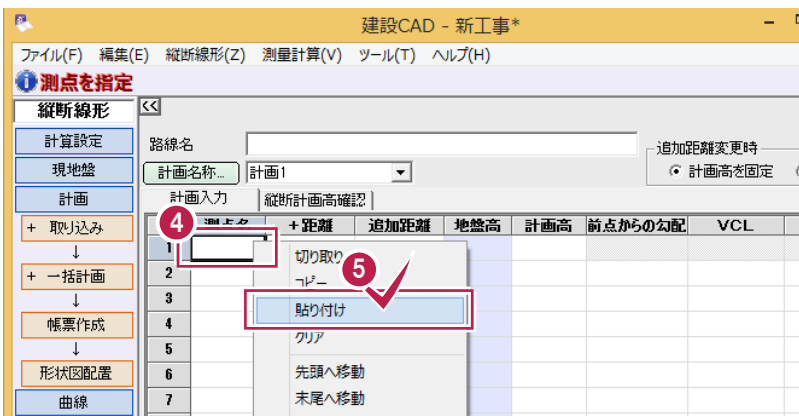 建設CAD - 新工事*
ファイル(F) 編集(E) 縦断線形(Z) 測量計算(V) ツール(T) ヘルプ(H)
測点を指定
縦断線形
<<
計算設定
路線名
追加距離変更時
現地盤
計画名称...
計画1
計画高を固定
計画
計画入力
縦断計画高確認
+ 取り込み
4
測点名
+距離
追加距離
地盤高
計画高
前点からの勾配
VCL
↓
1
切り取り
+ 一括計画
2
コピー
5
↓
3
貼り付け
帳票作成
4
クリア
↓
5
形状図配置
6
先頭へ移動
曲線
7
末尾へ移動